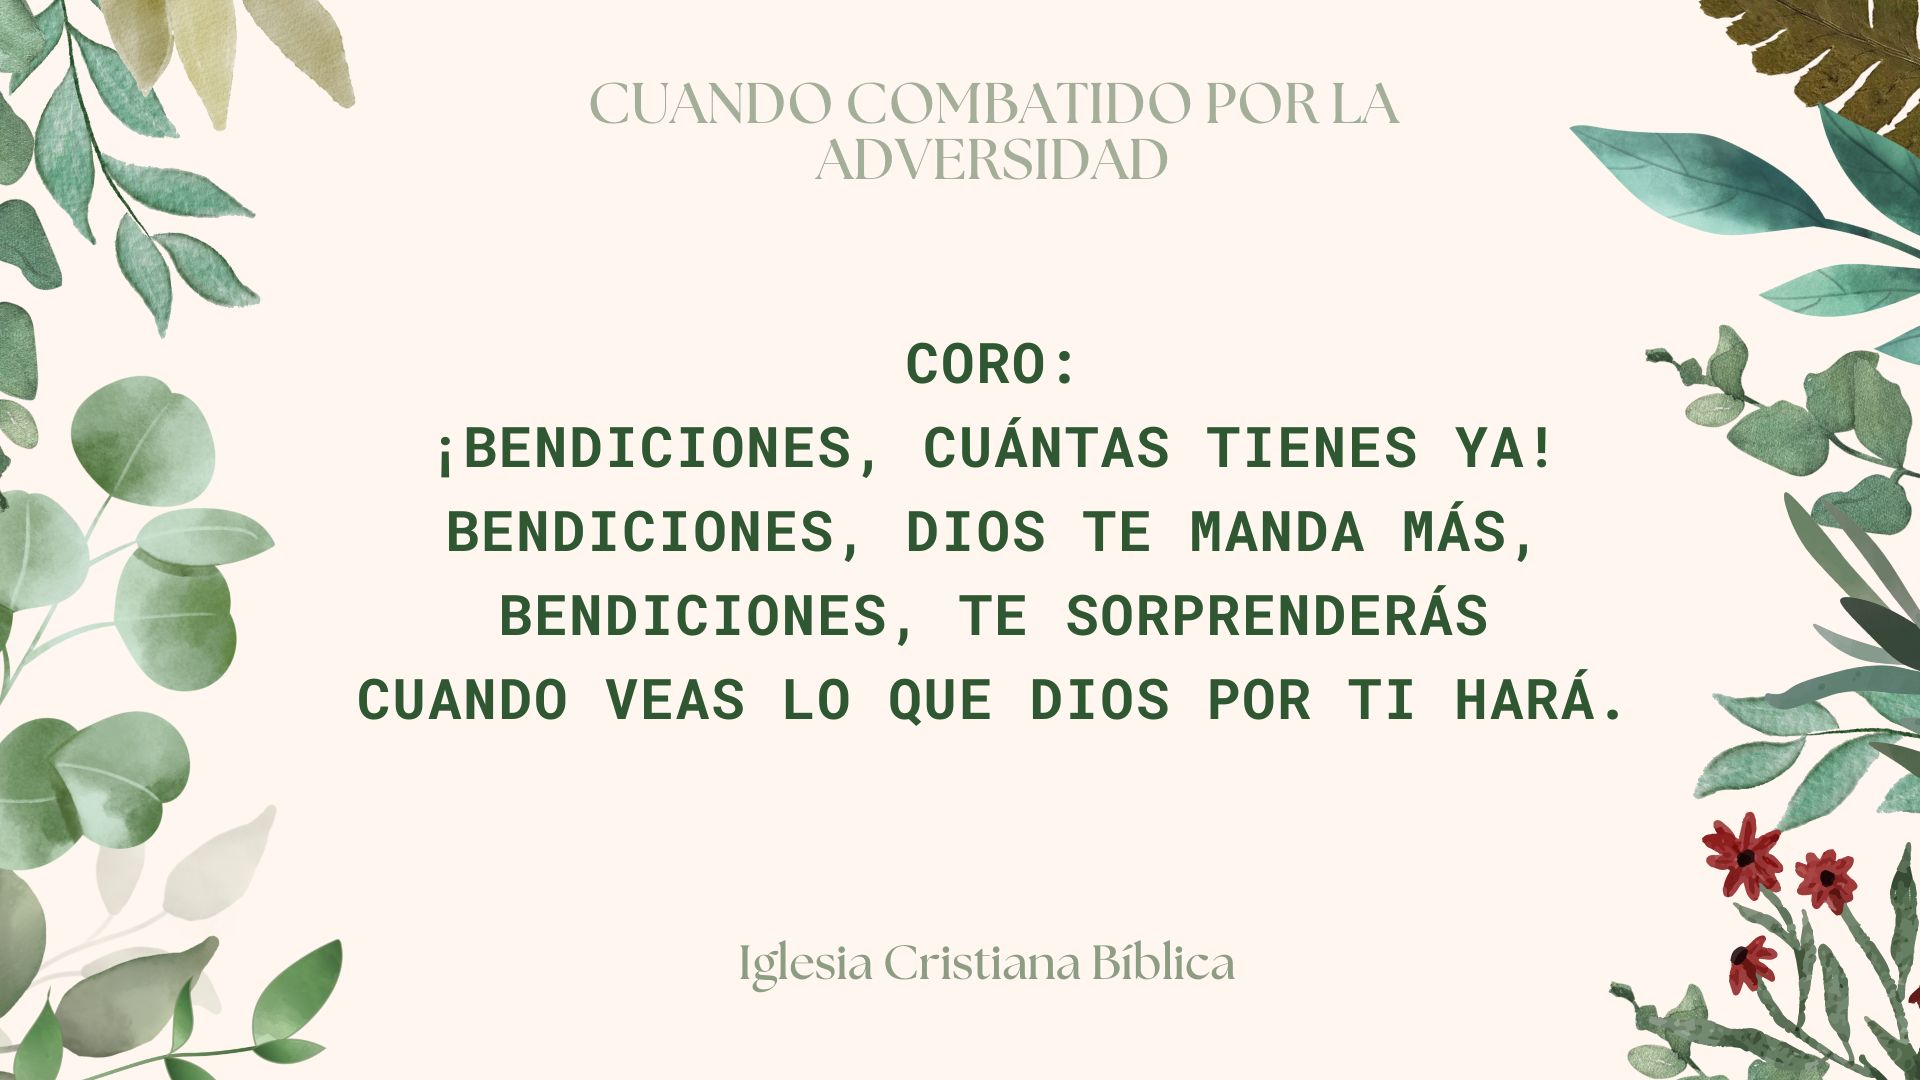 CUANDO COMBATIDO POR LA
ADVERSIDAD
CORO:
¡BENDICIONES, CUÁNTAS TIENES YA!
BENDICIONES, DIOS TE MANDA MÁS,
BENDICIONES, TE SORPRENDERÁS
CUANDO VEAS LO QUE DIOS POR TI HARÁ.
Iglesia Cristiana Bíblica